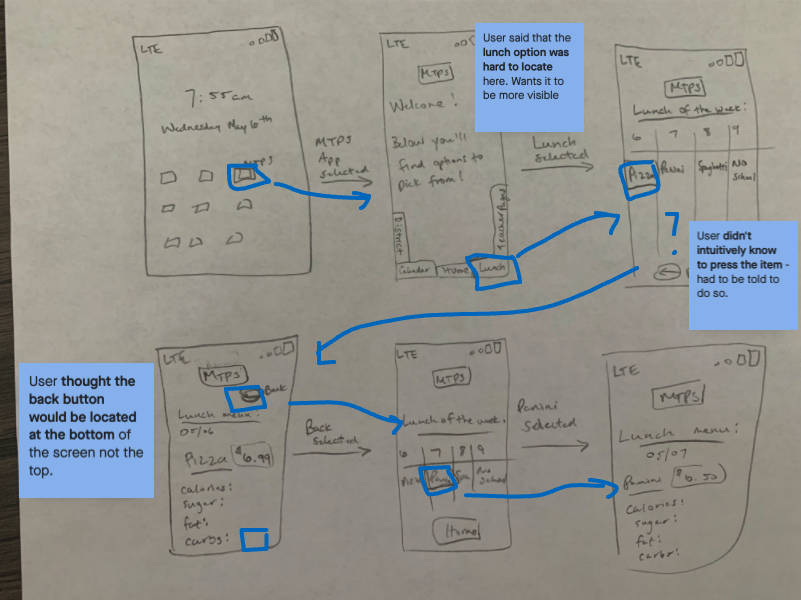 LTE
7:55am
Wednesday May 6th
MTPS
MTPS
App
Selected
LTE
MTPS
Welcome!
Below you'll
find options to
Pick from!
District
Teacher Pages
Calender
Home
Lunch
User said that the
lunch option was
hard to locate
here. Wants it to
be more visible
Lunch
Selected
LTE
MTPS
Lunch of the week:
6 7 8 9
Pizza Panini Spaghetti No
School
?
User didn't
intuitively know
to press the item -
had to be told to
do so.
User thought the
back button
would be located
at the bottom of
the screen not the
top.
LTE
MTPS
Back
Lunch menu:
05/06
Pizza $6.99
calories:
sugar:
fat:
carbs:
Back
Selected
LTE
MTPS
Lunch of the week:
6 7 8 9
No
School
Home
Panini
Selected
LTE
MTPS
Lunch menu:
05/07
Panini $6.50
calories:
sugar:
fat:
carbs: